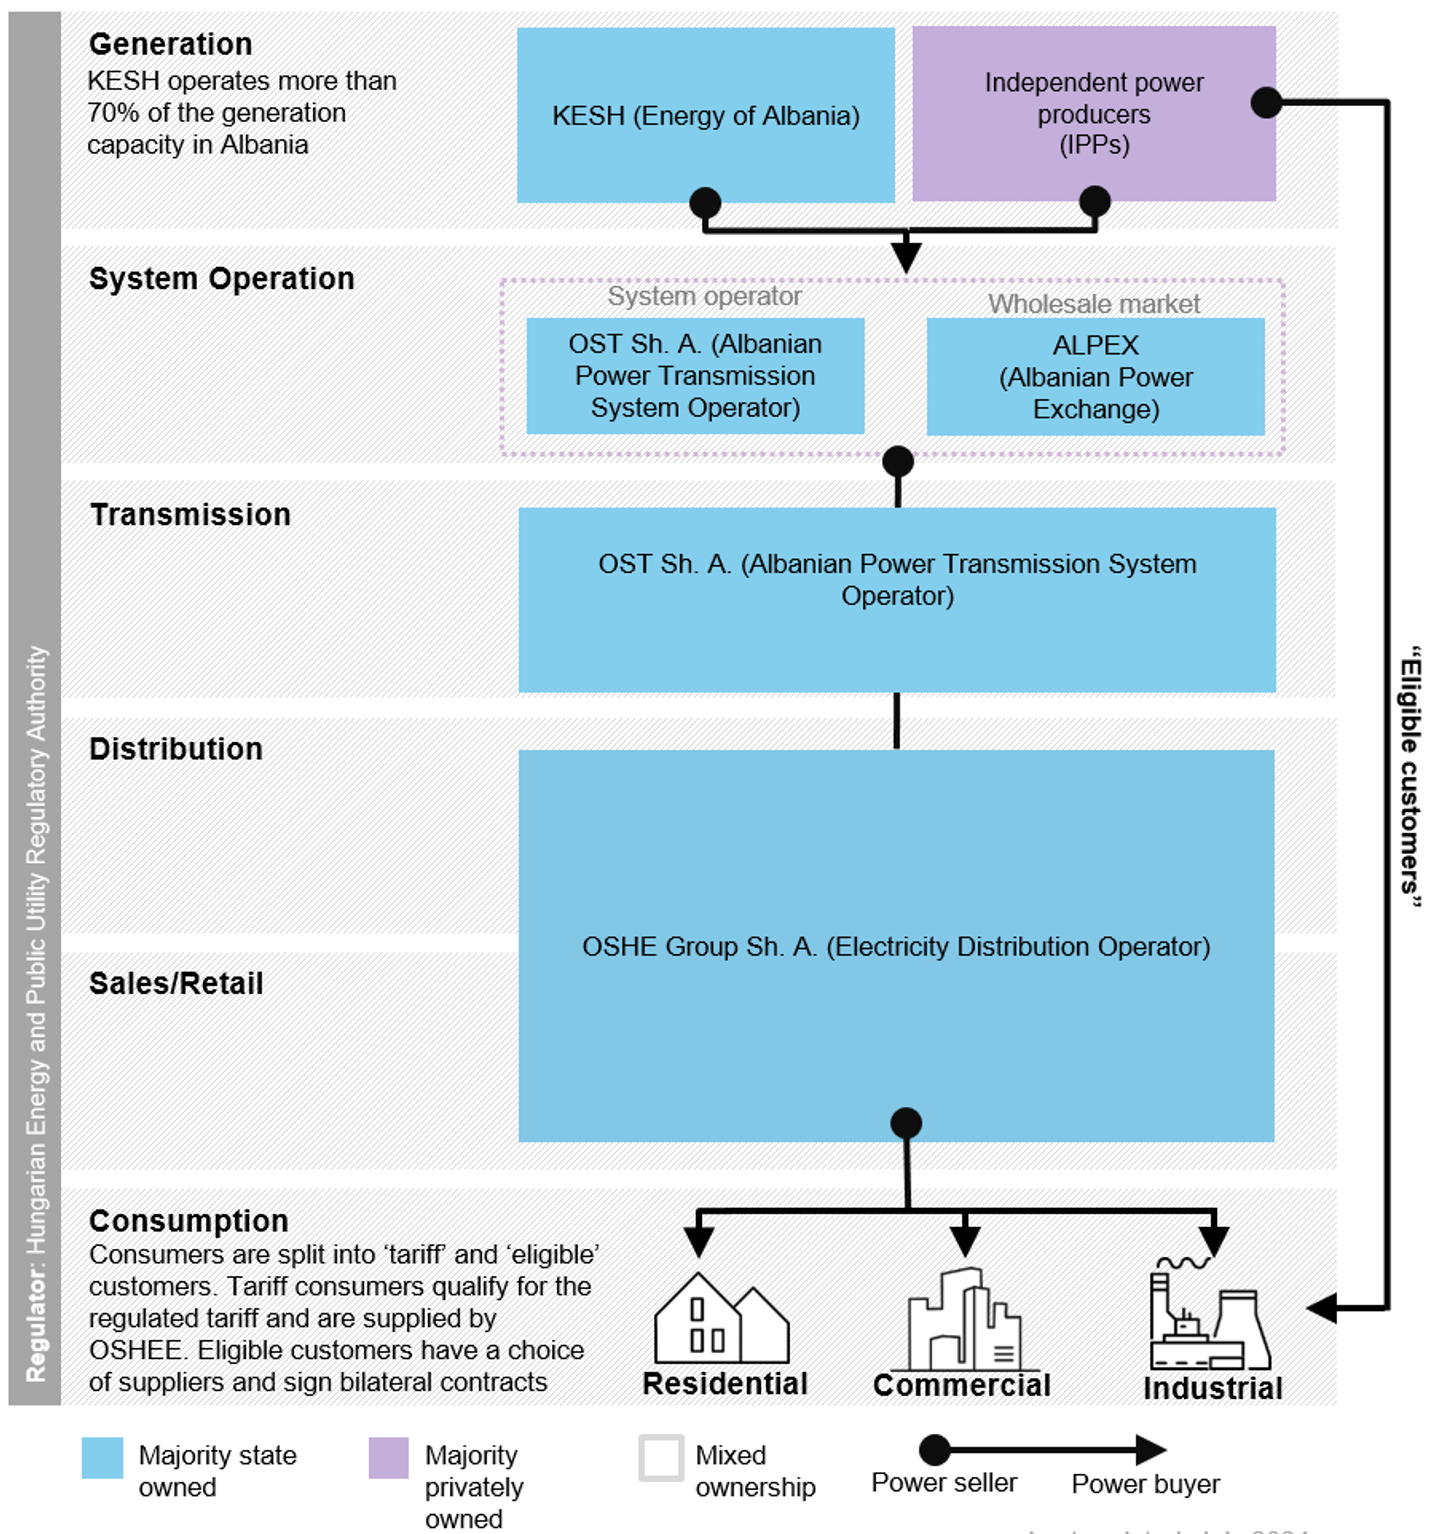 Generation
KESH operates more than
70% of the generation
capacity in Albania
KESH (Energy of Albania)
Independent power
producers
(IPPs)
System Operation
System operator
OST Sh. A. (Albanian
Power Transmission
System Operator)
Wholesale market
ALPEX
(Albanian Power
Exchange)
Transmission
OST Sh. A. (Albanian Power Transmission System
Operator)
Distribution
OSHE Group Sh. A. (Electricity Distribution Operator)
Sales/Retail
Consumption
Consumers are split into ‘tariff’ and ‘eligible’
customers. Tariff consumers qualify for the
regulated tariff and are supplied by
OSHEE. Eligible customers have a choice
of suppliers and sign bilateral contracts
Residential
Commercial
Industrial
Regulator: Hungarian Energy and Public Utility Regulatory Authority
“Eligible customers”
Majority state
owned
Majority
privately
owned
Mixed
ownership
Power seller
Power buyer